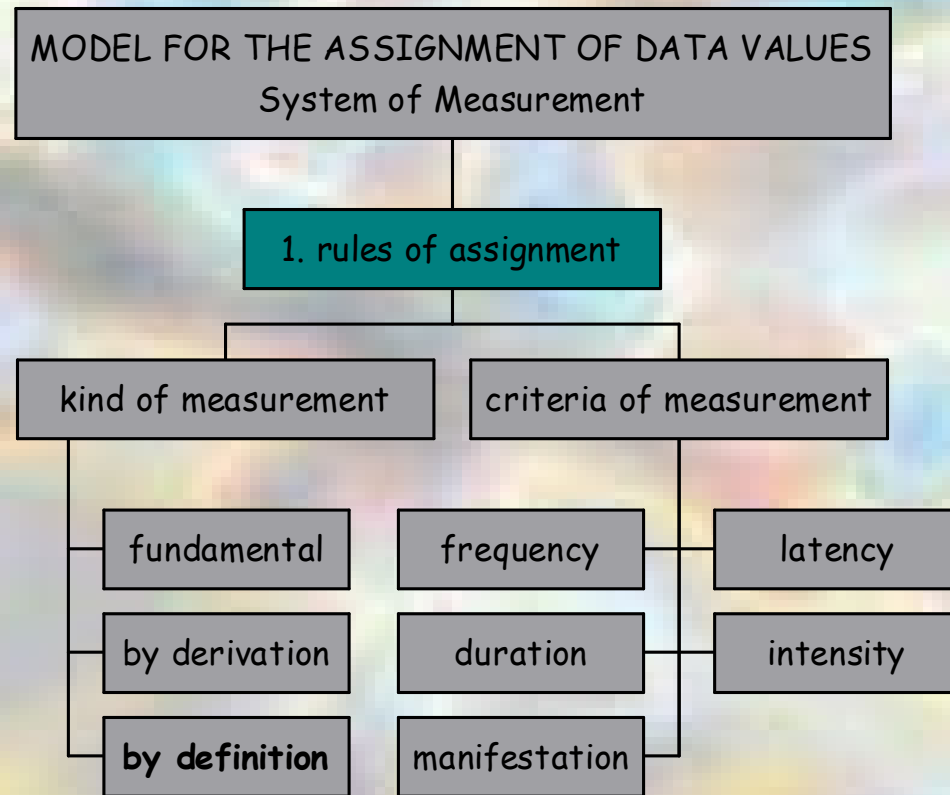 MODEL FOR THE ASSIGNMENT OF DATA VALUES
System of Measurement
1. rules of assignment
kind of measurement
criteria of measurement
fundamental
by derivation
by definition
frequency
latency
duration
intensity
manifestation